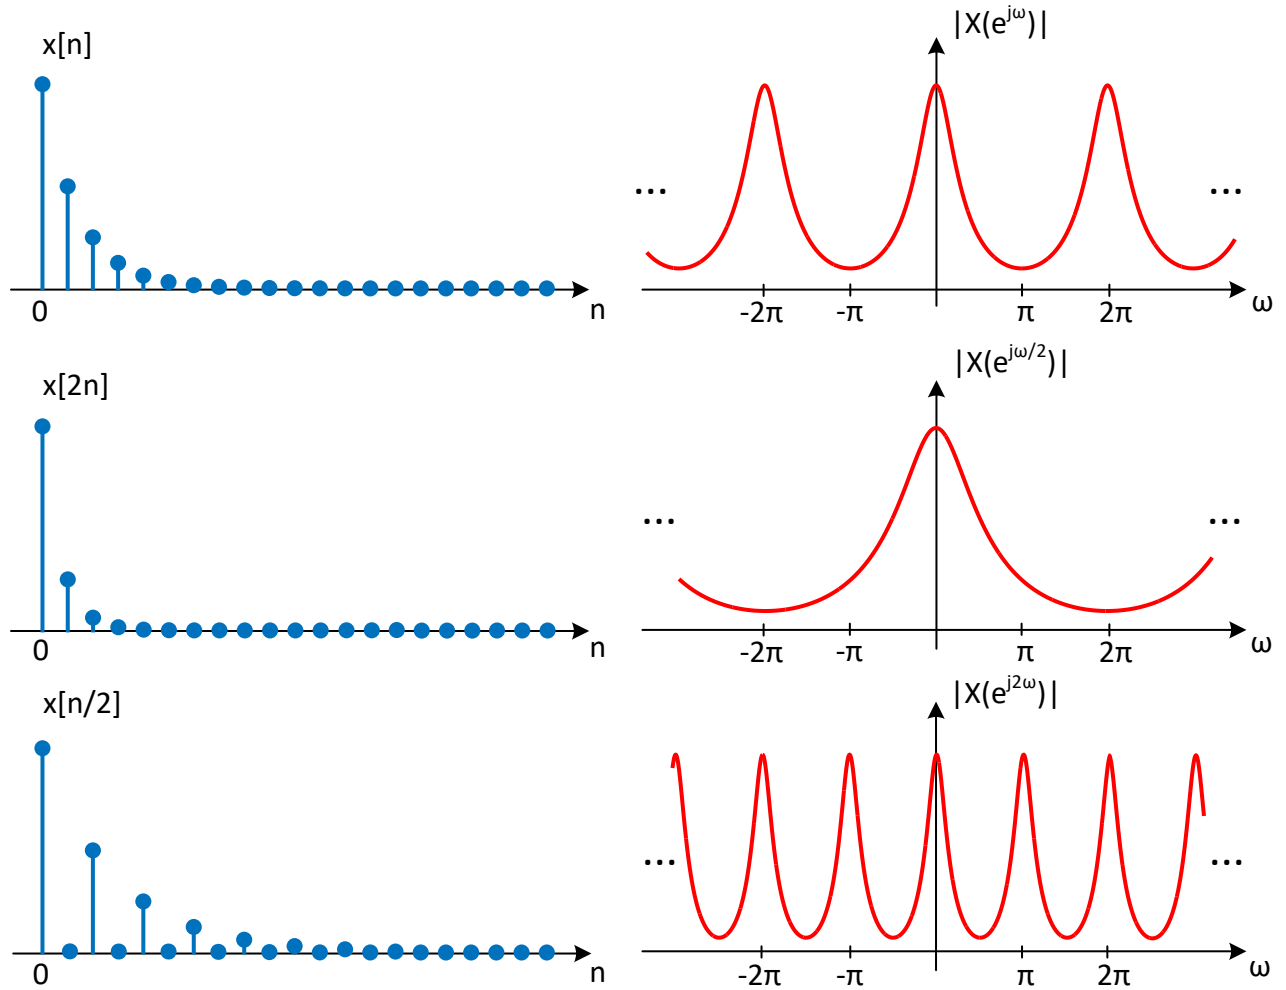 x[n]
|X(e^jω)|
...
...
0
n
-2π
-π
π
2π
ω
x[2n]
|X(e^jω/2)|
...
...
0
n
-2π
-π
π
2π
ω
x[n/2]
|X(e^j2ω)|
...
...
0
n
-2π
-π
π
2π
ω